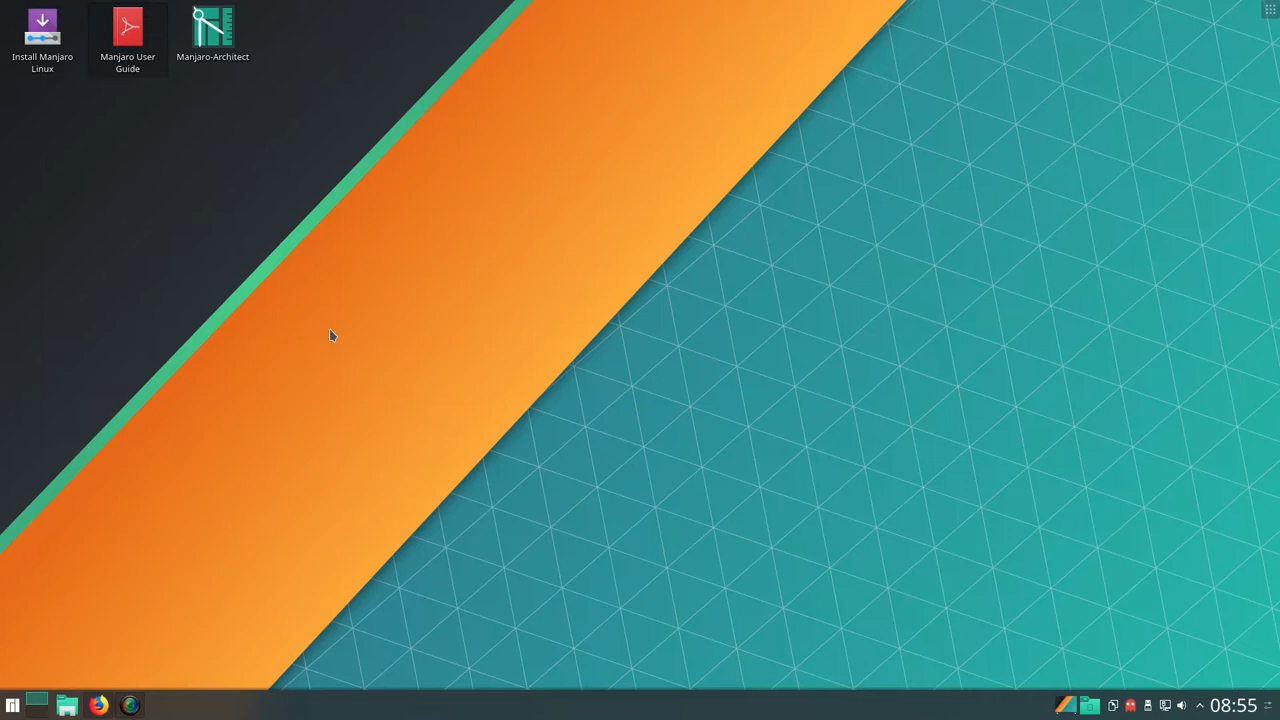 Install Manjaro
Linux
Manjaro User
Guide
Manjaro-Architect
08:55